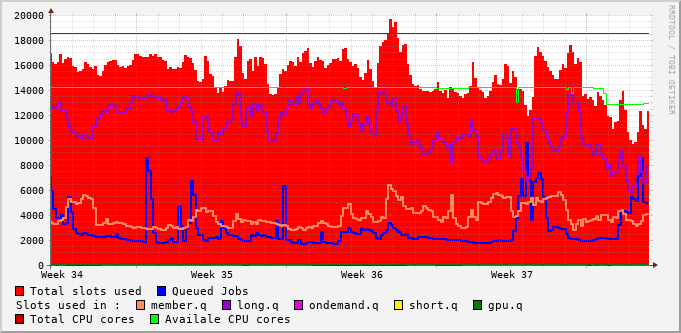 20000
18000
16000
14000
12000
10000
8000
6000
4000
2000
0
Week 34 Week 35 Week 36 Week 37
RRDTOOL / TOBI OETIKER
Total slots used Queued Jobs
Slots used in : member.q long.q ondemand.q short.q gpu.q
Total CPU cores Availale CPU cores